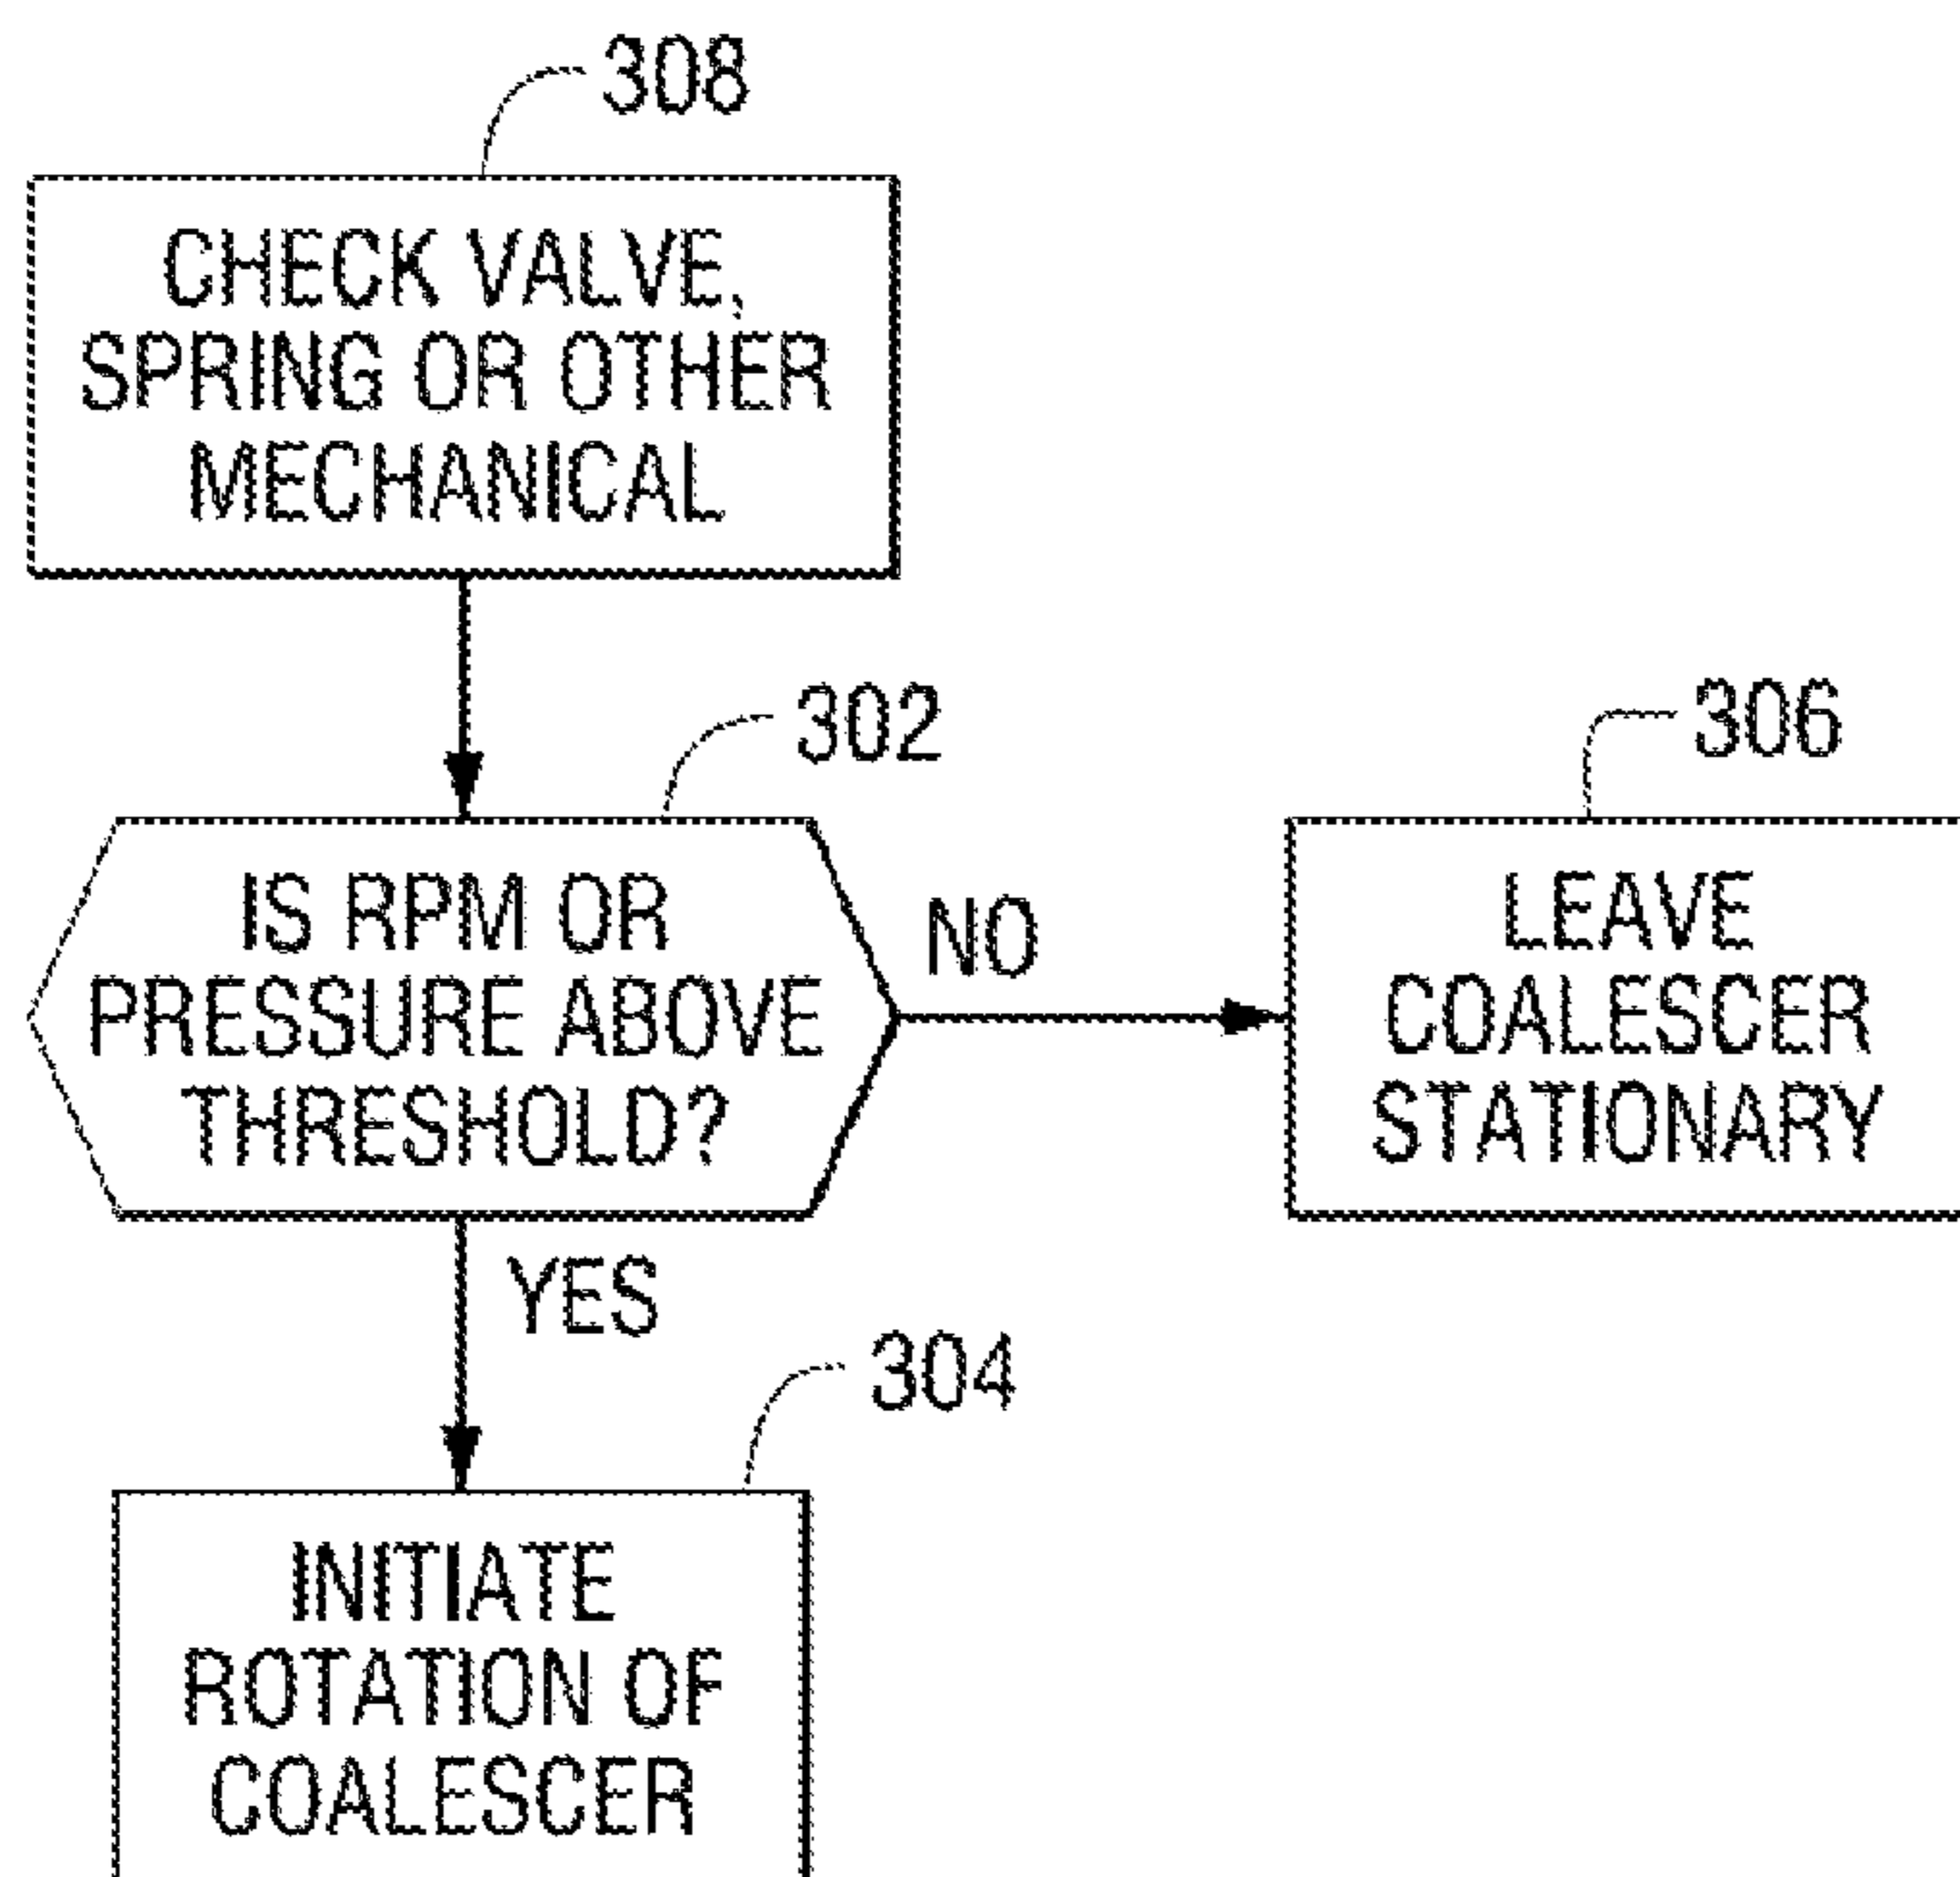 308
CHECK VALVE,
SPRING OR OTHER
MECHANICAL
302
306
IS RPM OR
PRESSURE ABOVE
THRESHOLD?
NO
LEAVE
COALESCER
STATIONARY
YES
304
INITIATE
ROTATION OF
COALESCER